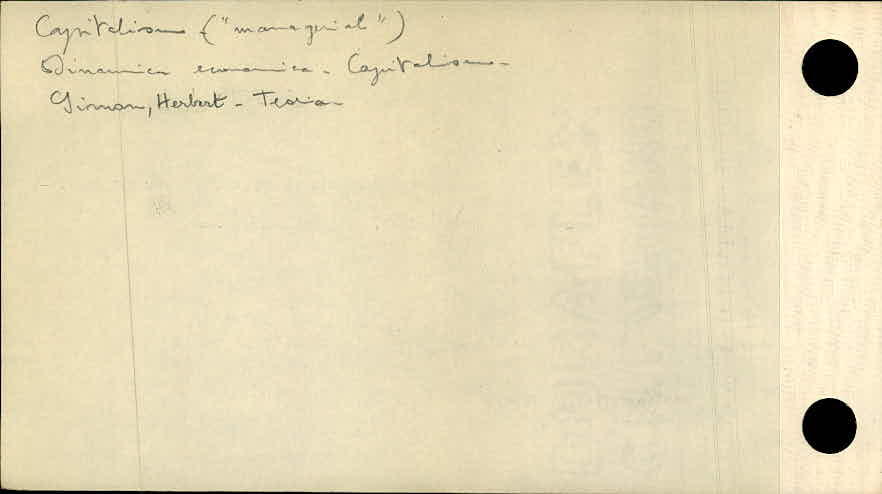 Capitalismo ("managerial")
Dinamica economica - Capitalismo -
Simon, Herbert - Teoria